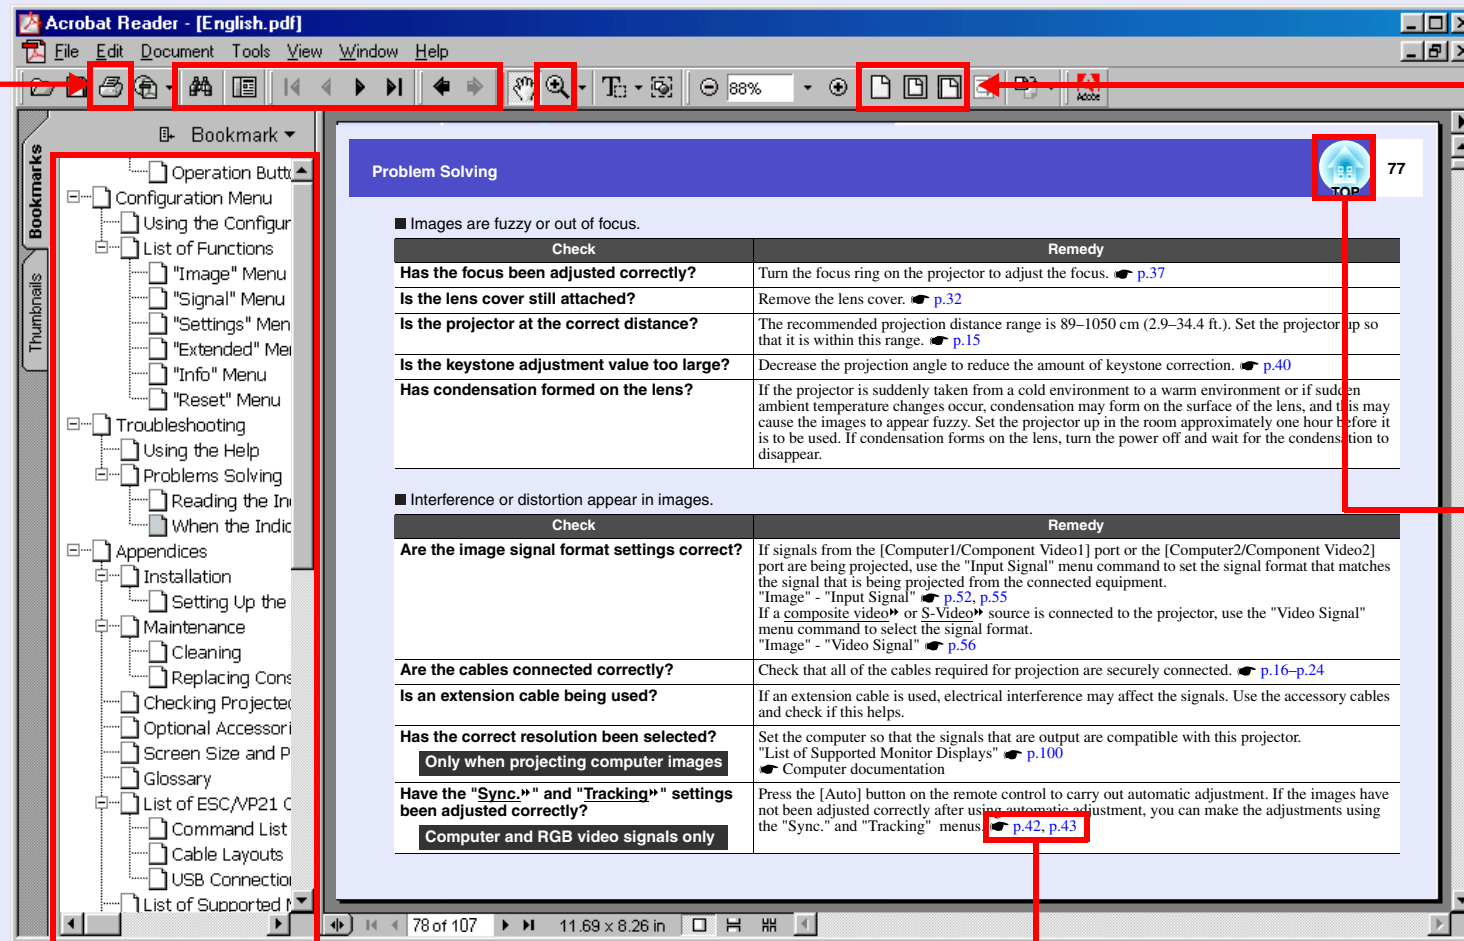 Acrobat Reader - [English.pdf]
File Edit Document Tools View Window Help
88%
Adobe
Bookmarks
Thumbnails
Bookmark
Operation Butto
Configuration Menu
Using the Configur
List of Functions
"Image" Menu
"Signal" Menu
"Settings" Men
"Extended" Me
"Info" Menu
"Reset" Menu
Troubleshooting
Using the Help
Problems Solving
Reading the In
When the Indic
Appendices
Installation
Setting Up the
Maintenance
Cleaning
Replacing Cons
Checking Projected
Optional Accessori
Screen Size and P
Glossary
List of ESC/VP21 C
Command List
Cable Layouts
USB Connection
List of Supported M
Problem Solving
TOP
77
■ Images are fuzzy or out of focus.
Check Remedy
Has the focus been adjusted correctly? Turn the focus ring on the projector to adjust the focus. ☛ p.37
Is the lens cover still attached? Remove the lens cover. ☛ p.32
Is the projector at the correct distance? The recommended projection distance range is 89–1050 cm (2.9–34.4 ft.). Set the projector up so
that it is within this range. ☛ p.15
Is the keystone adjustment value too large? Decrease the projection angle to reduce the amount of keystone correction. ☛ p.40
Has condensation formed on the lens? If the projector is suddenly taken from a cold environment to a warm environment or if sudden
ambient temperature changes occur, condensation may form on the surface of the lens, and this may
cause the images to appear fuzzy. Set the projector up in the room approximately one hour before it
is to be used. If condensation forms on the lens, turn the power off and wait for the condensation to
disappear.
■ Interference or distortion appear in images.
Check Remedy
Are the image signal format settings correct? If signals from the [Computer1/Component Video1] port or the [Computer2/Component Video2]
port are being projected, use the "Input Signal" menu command to set the signal format that matches
the signal that is being projected from the connected equipment.
"Image" - "Input Signal" ☛ p.52, p.55
If a composite video or S-Video source is connected to the projector, use the "Video Signal"
menu command to select the signal format.
"Image" - "Video Signal" ☛ p.56
Are the cables connected correctly? Check that all of the cables required for projection are securely connected. ☛ p.16–p.24
Is an extension cable being used? If an extension cable is used, electrical interference may affect the signals. Use the accessory cables
and check if this helps.
Has the correct resolution been selected?
Only when projecting computer images
Set the computer so that the signals that are output are compatible with this projector.
"List of Supported Monitor Displays" ☛ p.100
☛ Computer documentation
Have the "Sync." and "Tracking" settings
been adjusted correctly?
Computer and RGB video signals only
Press the [Auto] button on the remote control to carry out automatic adjustment. If the images have
not been adjusted correctly after using automatic adjustment, you can make the adjustments using
the "Sync." and "Tracking" menus. ☛ p.42, p.43
78 of 107 11.69 x 8.26 in